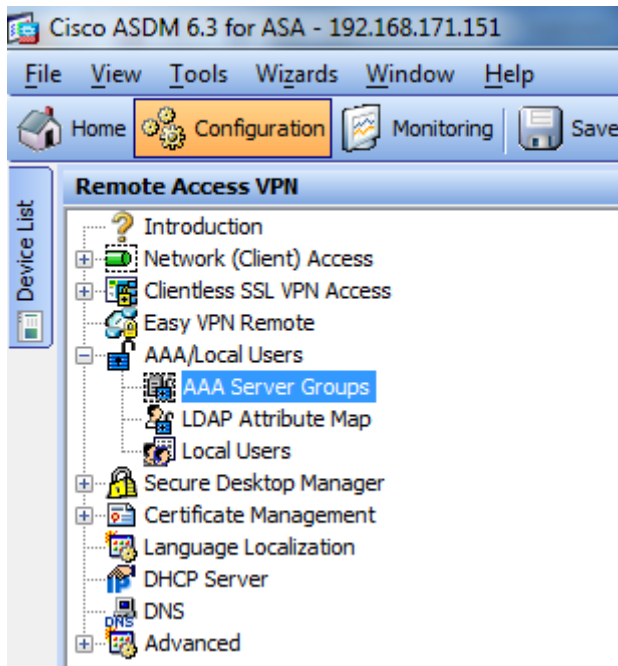 Cisco ASDM 6.3 for ASA - 192.168.171.151
File View Tools Wizards Window Help
Home Configuration Monitoring Save
Device List
Remote Access VPN
Introduction
Network (Client) Access
Clientless SSL VPN Access
Easy VPN Remote
AAA/Local Users
AAA Server Groups
LDAP Attribute Map
Local Users
Secure Desktop Manager
Certificate Management
Language Localization
DHCP Server
DNS
DNS
Advanced